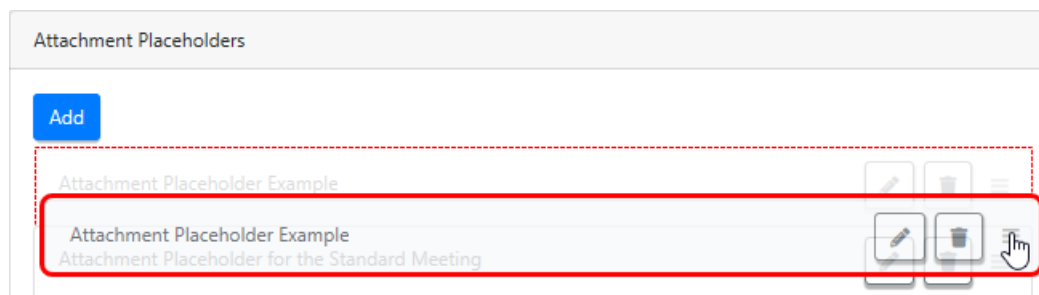 Attachment Placeholders
Add
Attachment Placeholder Example
Attachment Placeholder Example
Attachment Placeholder for the Standard Meeting